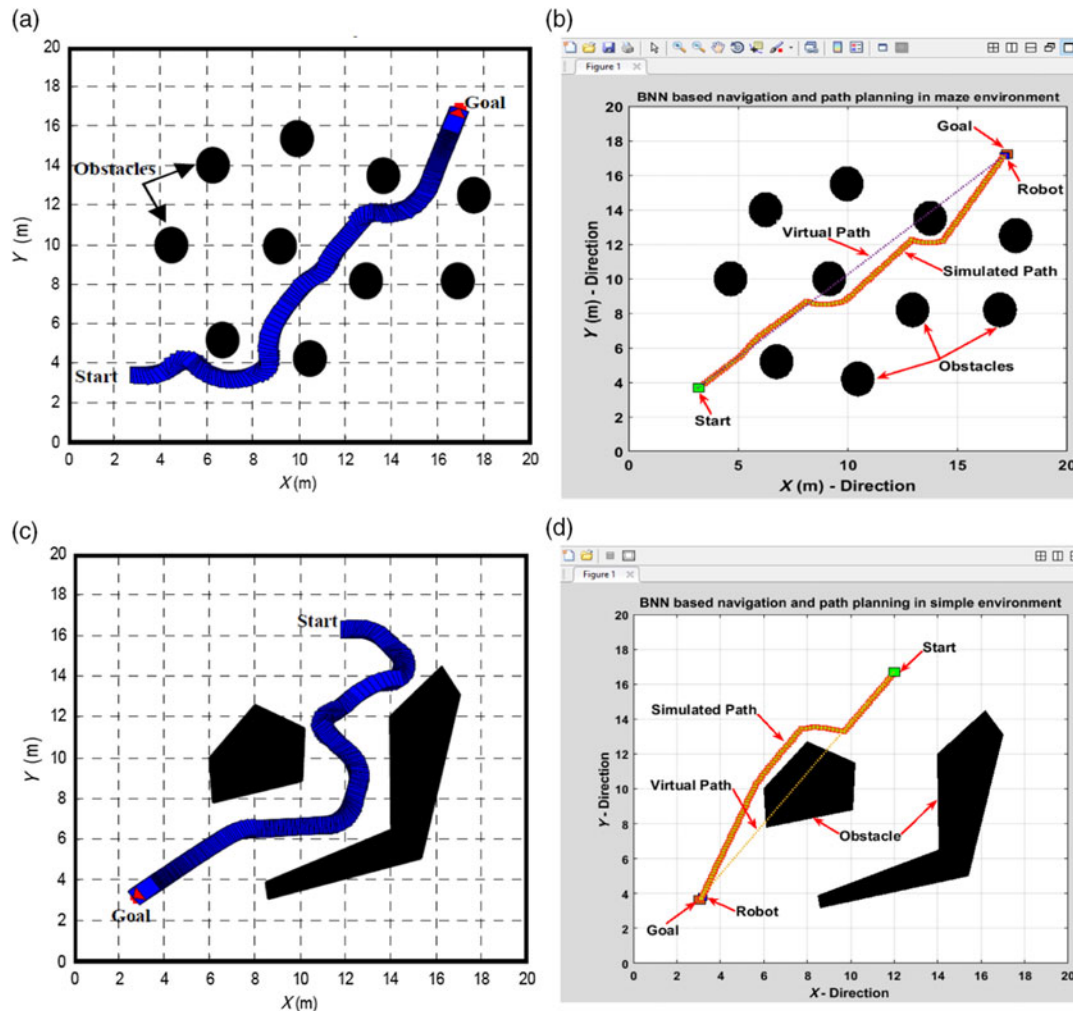 (a)
20
18
16
14
12
10
8
6
4
2
0
Y (m)
Goal
Obstacles
Start
0 2 4 6 8 10 12 14 16 18 20
X (m)
(b)
Figure 1
BNN based navigation and path planning in maze environment
20
18
16
14
12
10
8
6
4
2
0
Y (m) - Direction
Goal
Robot
Virtual Path
Simulated Path
Obstacles
Start
0 5 10 15 20
X (m) - Direction
(c)
20
18
16
14
12
10
8
6
4
2
0
Y (m)
Start
Goal
0 2 4 6 8 10 12 14 16 18 20
X (m)
(d)
Figure 1
BNN based navigation and path planning in simple environment
20
18
16
14
12
10
8
6
4
2
0
Y - Direction
Start
Simulated Path
Virtual Path
Obstacle
Robot
Goal
0 2 4 6 8 10 12 14 16 18 20
X - Direction